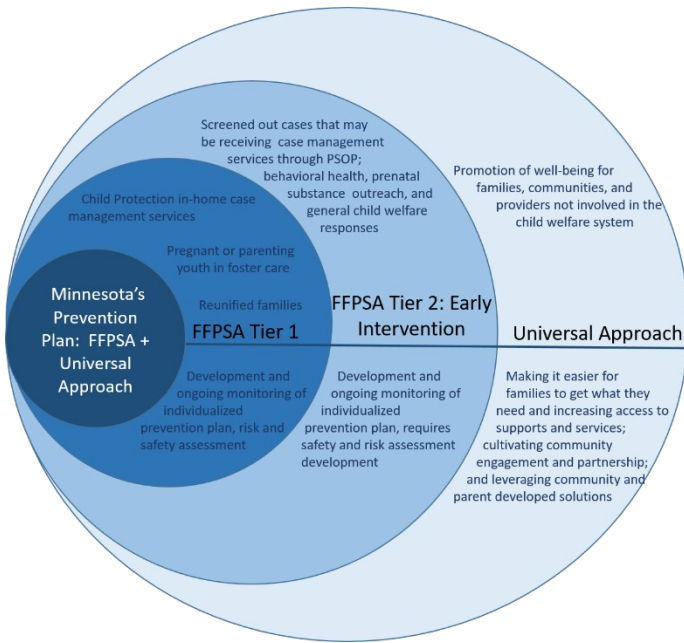 Screened out cases that may
be receiving case management
services through PSOP;
behavioral health, prenatal
substance outreach, and
general child welfare
responses
Promotion of well-being for
families, communities, and
providers not involved in the
child welfare system
Child Protection in-home case
management services
Pregnant or parenting
youth in foster care
Reunified families
Minnesota's
Prevention
Plan: FFPSA +
Universal
Approach
FFPSA Tier 1
FFPSA Tier 2: Early
Intervention
Universal Approach
Development and
ongoing monitoring of
individualized
prevention plan, risk and
safety assessment
Development and
ongoing monitoring of
individualized
prevention plan, requires
safety and risk assessment
development
Making it easier for
families to get what they
need and increasing access to
supports and services;
cultivating community
engagement and partnership;
and leveraging community and
parent developed solutions